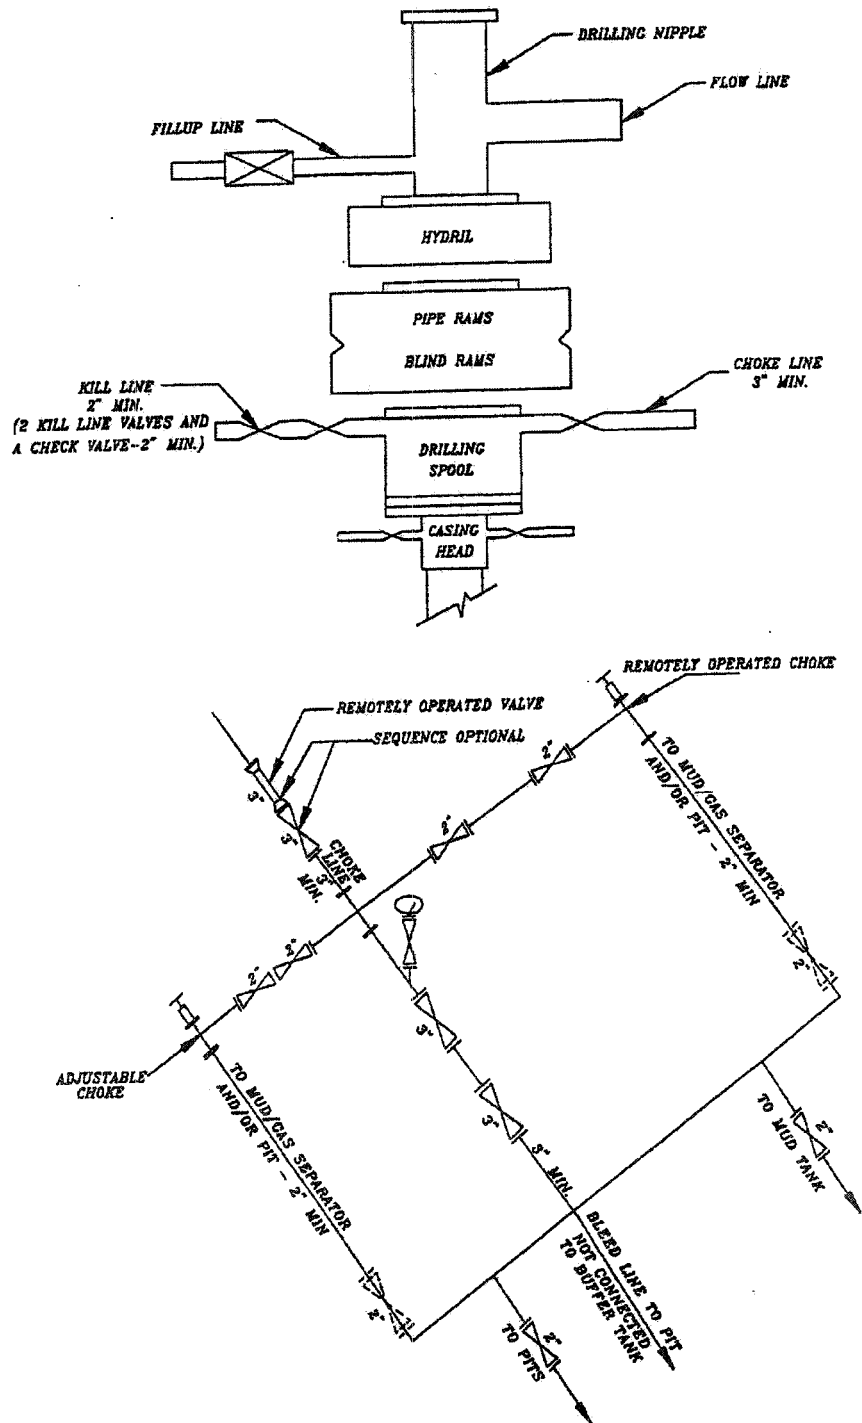 DRILLING NIPPLE
FLOW LINE
FILLUP LINE
HYDRIL
PIPE RAMS
BLIND RAMS
CHOKE LINE
3" MIN.
KILL LINE
2" MIN.
(2 KILL LINE VALVES AND
A CHECK VALVE-2" MIN.)
DRILLING
SPOOL
CASING
HEAD
REMOTELY OPERATED CHOKE
REMOTELY OPERATED VALVE
SEQUENCE OPTIONAL
3"
3"
CHOKE
LINE
3"
MIN.
2"
2"
TO MUD/GAS SEPARATOR
AND/OR PIT - 2" MIN
2"
2"
2"
3"
ADJUSTABLE
CHOKE
TO MUD/GAS SEPARATOR
AND/OR PIT - 2" MIN
3"
3" MIN.
2"
TO MUD TANK
BLEED LINE TO PIT
NOT CONNECTED
TO BUFFER TANK
2"
2"
TO PITS